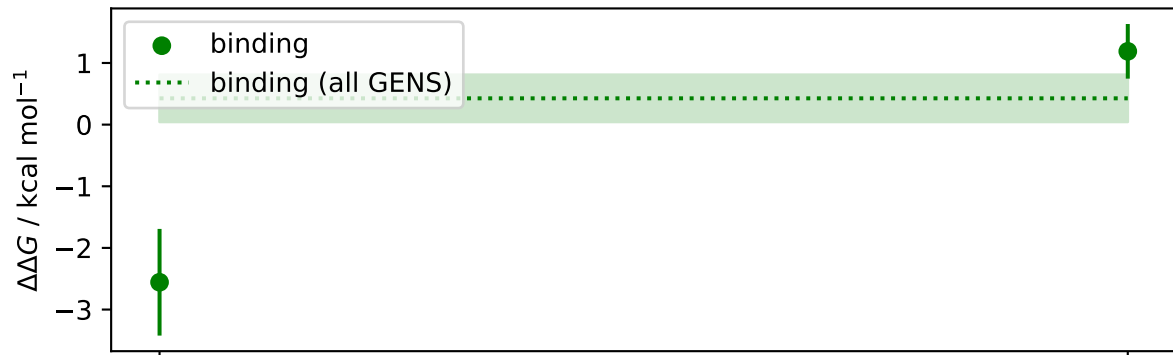 binding
binding (all GENS)
1
0
−1
−2
−3
ΔΔG / kcal mol⁻¹